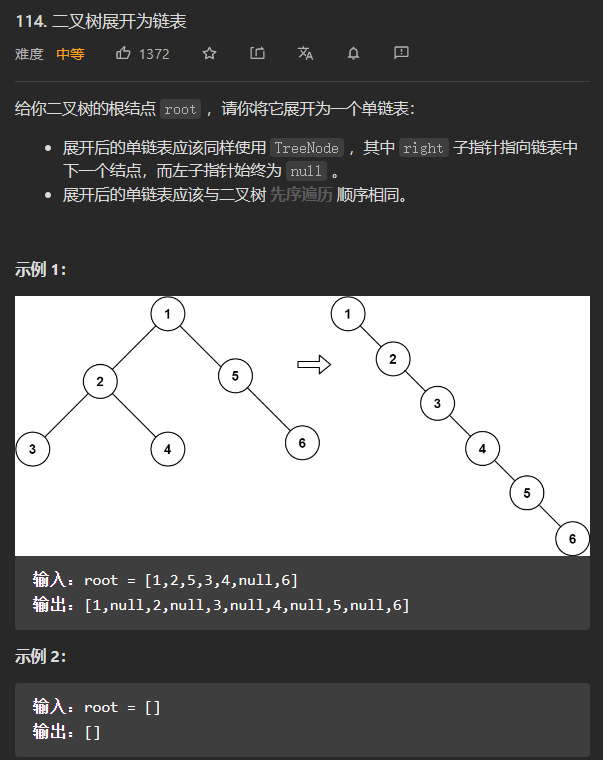 114. 二叉树展开为链表
难度 中等 1372
给你二叉树的根结点 root ，请你将它展开为一个单链表：
• 展开后的单链表应该同样使用 TreeNode ，其中 right 子指针指向链表中
下一个结点，而左子指针始终为 null 。
• 展开后的单链表应该与二叉树 先序遍历 顺序相同。
示例 1：
1 1
2 5 2
3 4 6 3
4
5
6
输入：root = [1,2,5,3,4,null,6]
输出：[1,null,2,null,3,null,4,null,5,null,6]
示例 2：
输入：root = []
输出：[]